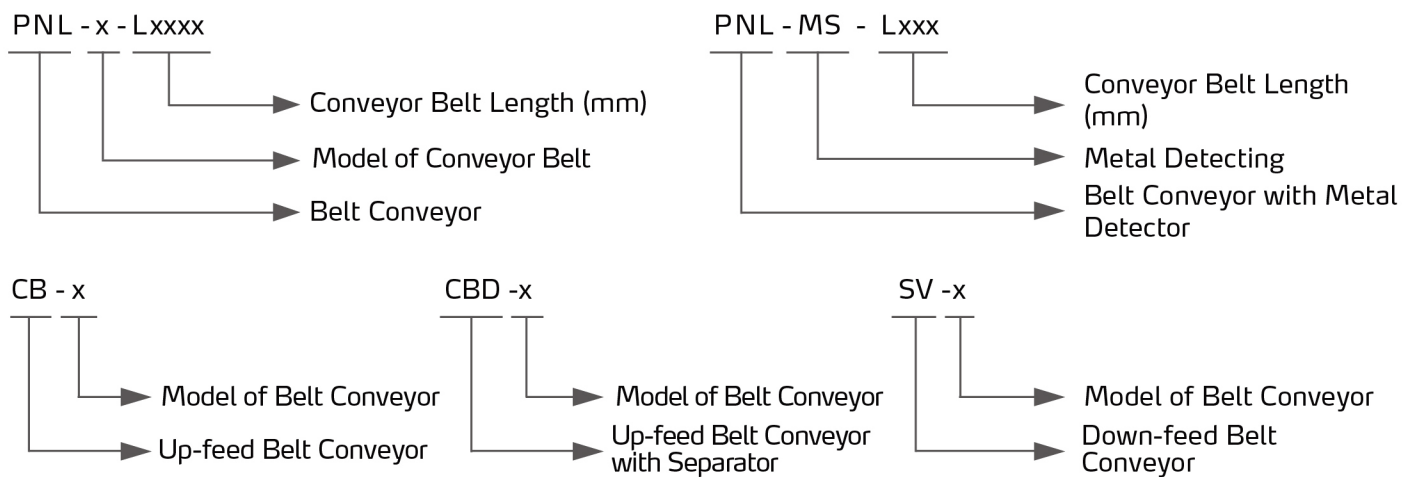 PNL - x - Lxxxx
Conveyor Belt Length (mm)
Model of Conveyor Belt
Belt Conveyor
PNL - MS - Lxxx
Conveyor Belt Length
(mm)
Metal Detecting
Belt Conveyor with Metal
Detector
CB - x
Model of Belt Conveyor
Up-feed Belt Conveyor
CBD -x
Model of Belt Conveyor
Up-feed Belt Conveyor
with Separator
SV -x
Model of Belt Conveyor
Down-feed Belt
Conveyor